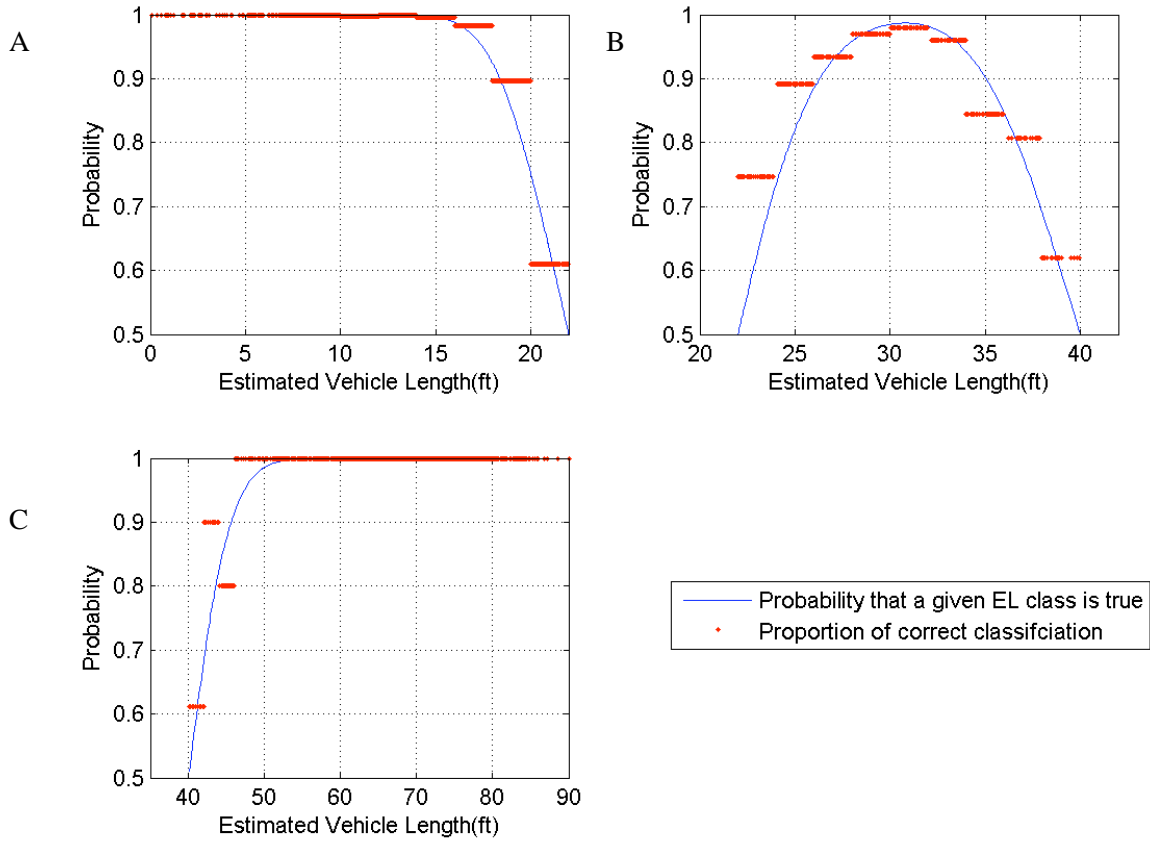 A
1
0.9
0.8
0.7
0.6
0.5
0 5 10 15 20
Probability
Estimated Vehicle Length(ft)
B
1
0.9
0.8
0.7
0.6
0.5
20 25 30 35 40
Probability
Estimated Vehicle Length(ft)
C
1
0.9
0.8
0.7
0.6
0.5
40 50 60 70 80 90
Probability
Estimated Vehicle Length(ft)
Probability that a given EL class is true
Proportion of correct classifciation